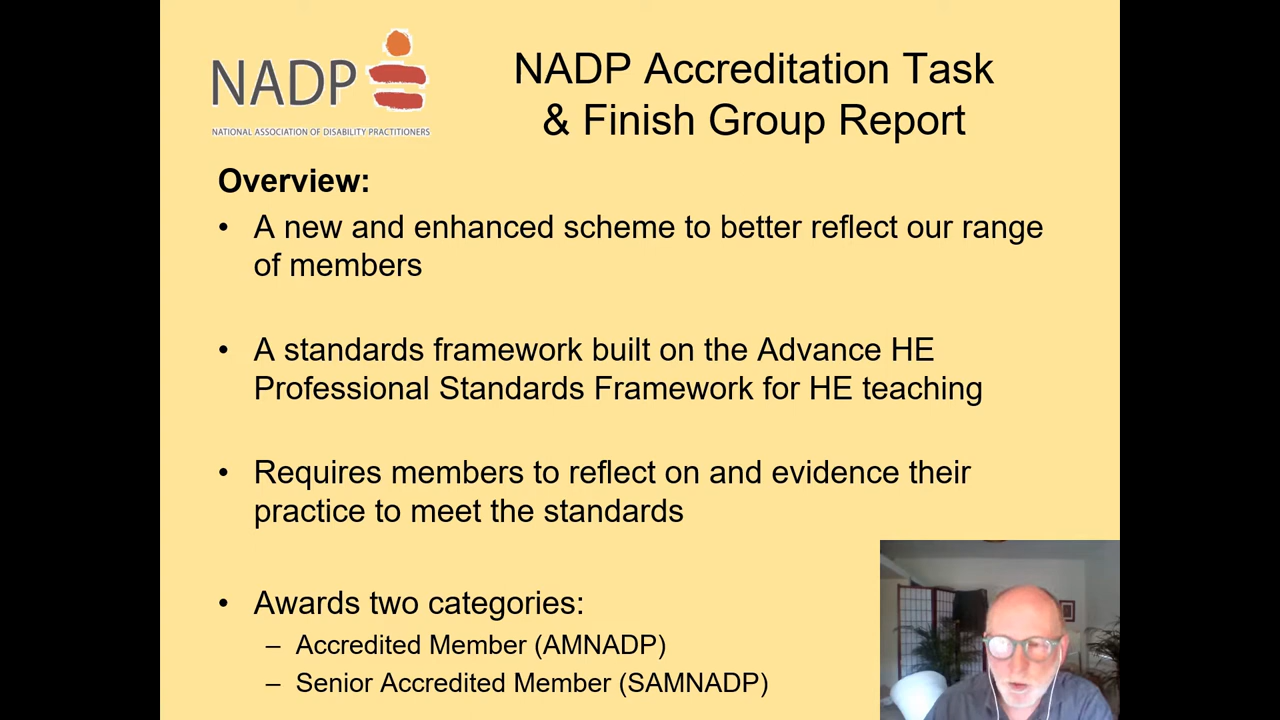 NADP
NATIONAL ASSOCIATION OF DISABILITY PRACTITIONERS
NADP Accreditation Task
& Finish Group Report
Overview:
• A new and enhanced scheme to better reflect our range
of members
• A standards framework built on the Advance HE
Professional Standards Framework for HE teaching
• Requires members to reflect on and evidence their
practice to meet the standards
• Awards two categories:
– Accredited Member (AMNADP)
– Senior Accredited Member (SAMNADP)